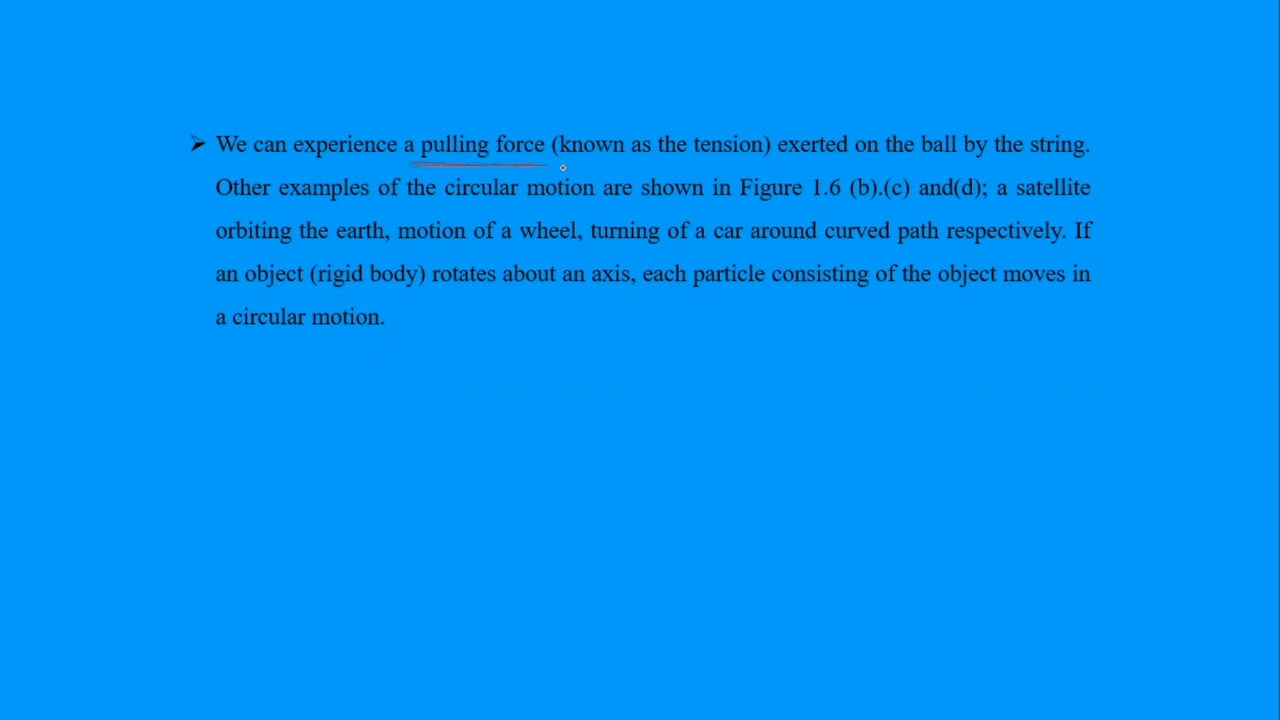 ➢ We can experience a pulling force (known as the tension) exerted on the ball by the string.
Other examples of the circular motion are shown in Figure 1.6 (b).(c) and(d); a satellite
orbiting the earth, motion of a wheel, turning of a car around curved path respectively. If
an object (rigid body) rotates about an axis, each particle consisting of the object moves in
a circular motion.